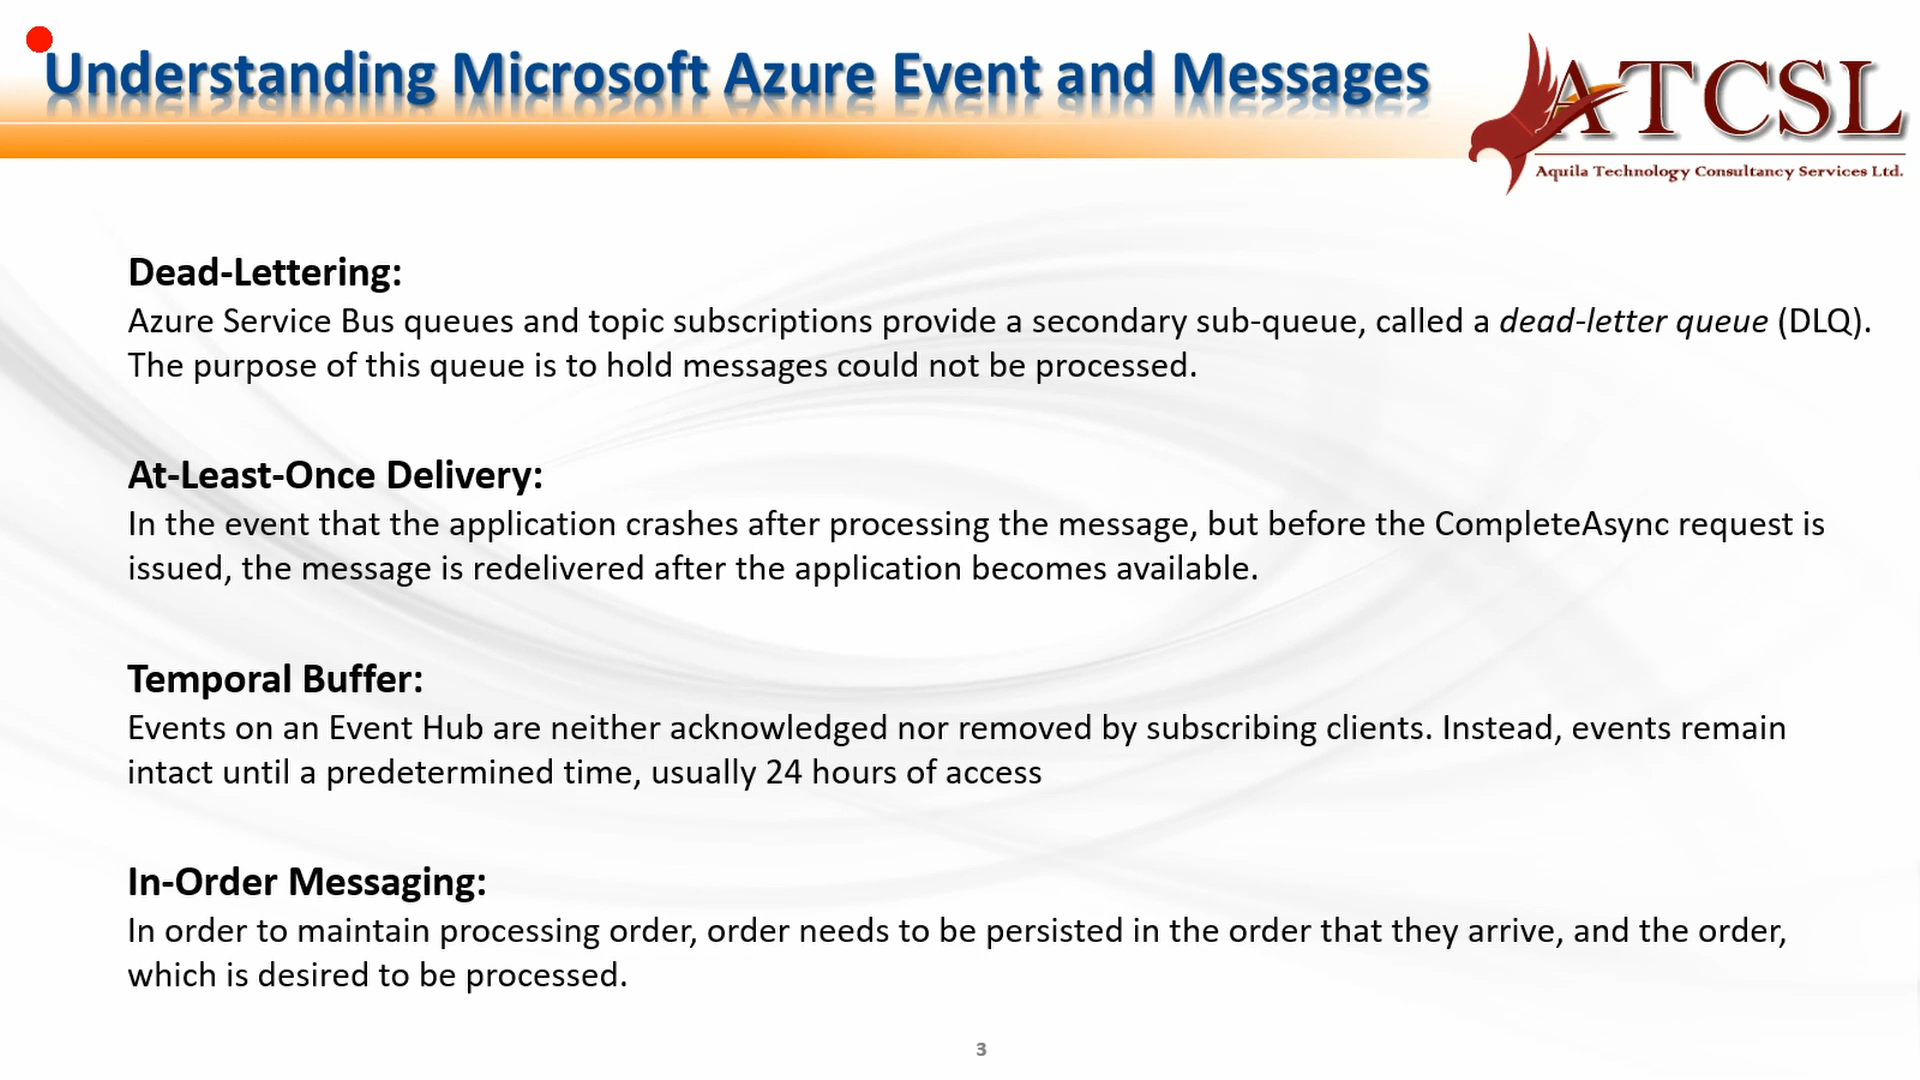 Understanding Microsoft Azure Event and Messages
ATCSL
Aquila Technology Consultancy Services Ltd.
Dead-Lettering:
Azure Service Bus queues and topic subscriptions provide a secondary sub-queue, called a dead-letter queue (DLQ).
The purpose of this queue is to hold messages could not be processed.
At-Least-Once Delivery:
In the event that the application crashes after processing the message, but before the CompleteAsync request is
issued, the message is redelivered after the application becomes available.
Temporal Buffer:
Events on an Event Hub are neither acknowledged nor removed by subscribing clients. Instead, events remain
intact until a predetermined time, usually 24 hours of access
In-Order Messaging:
In order to maintain processing order, order needs to be persisted in the order that they arrive, and the order,
which is desired to be processed.
3